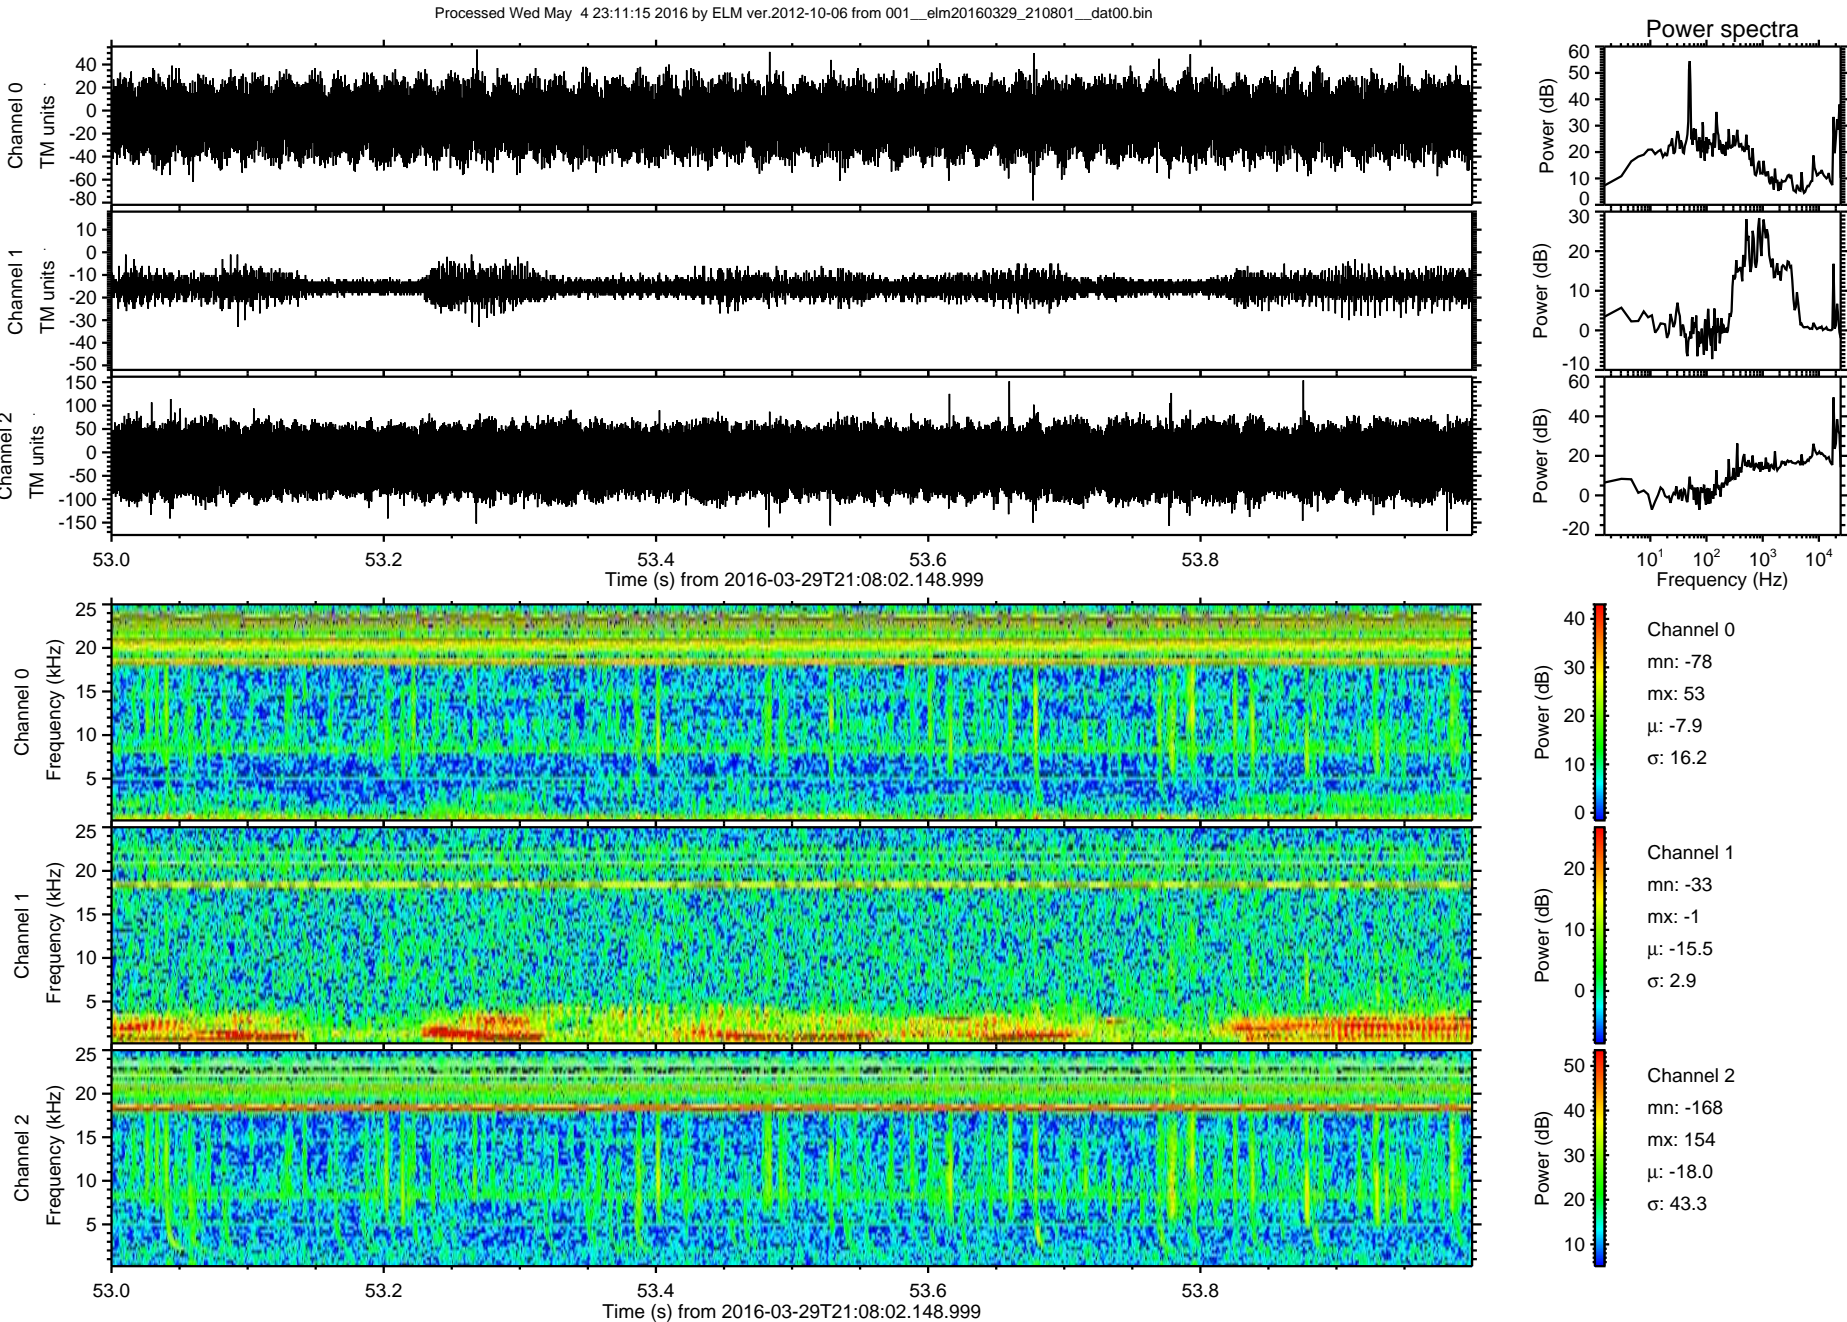 Processed Wed May  4 23:11:15 2016 by ELM ver.2012-10-06 from 001__elm20160329_210801__dat00.bin
Power spectra
Channel 0
TM units
40
20
0
-20
-40
-60
-80
Power (dB)
60
50
40
30
20
10
0
Channel 1
TM units
10
0
-10
-20
-30
-40
-50
Power (dB)
30
20
10
0
-10
Channel 2
TM units
150
100
50
0
-50
-100
-150
Power (dB)
60
40
20
0
-20
53.0 53.2 53.4 53.6 53.8
Time (s) from 2016-03-29T21:08:02.148.999
10^1 10^2 10^3 10^4
Frequency (Hz)
Channel 0
Frequency (kHz)
25
20
15
10
5
Power (dB)
40
30
20
10
0
Channel 0
mn: -78
mx: 53
μ: -7.9
σ: 16.2
Channel 1
Frequency (kHz)
25
20
15
10
5
Power (dB)
20
10
0
Channel 1
mn: -33
mx: -1
μ: -15.5
σ: 2.9
Channel 2
Frequency (kHz)
25
20
15
10
5
Power (dB)
50
40
30
20
10
Channel 2
mn: -168
mx: 154
μ: -18.0
σ: 43.3
53.0 53.2 53.4 53.6 53.8
Time (s) from 2016-03-29T21:08:02.148.999